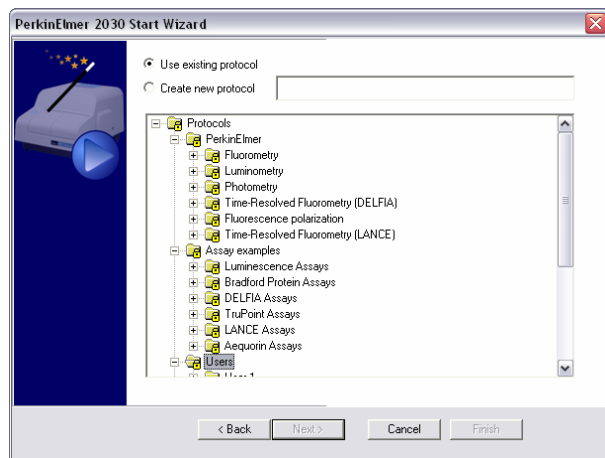 PerkinElmer 2030 Start Wizard
Use existing protocol
Create new protocol
Protocols
PerkinElmer
Fluorometry
Luminometry
Photometry
Time-Resolved Fluorometry (DELFIA)
Fluorescence polarization
Time-Resolved Fluorometry (LANCE)
Assay examples
Luminescence Assays
Bradford Protein Assays
DELFIA Assays
TruPoint Assays
LANCE Assays
Aequorin Assays
Users
< Back Next > Cancel Finish